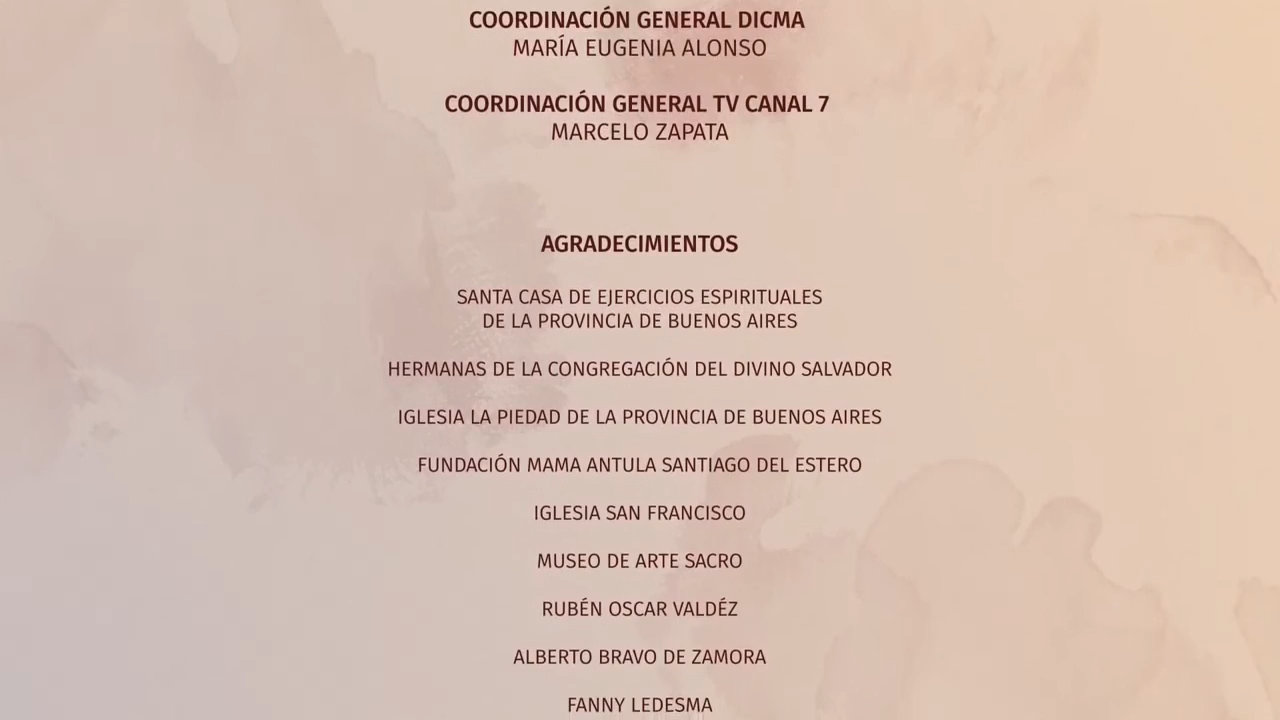 COORDINACIÓN GENERAL DICMA
MARÍA EUGENIA ALONSO
COORDINACIÓN GENERAL TV CANAL 7
MARCELO ZAPATA
AGRADECIMIENTOS
SANTA CASA DE EJERCICIOS ESPIRITUALES
DE LA PROVINCIA DE BUENOS AIRES
HERMANAS DE LA CONGREGACIÓN DEL DIVINO SALVADOR
IGLESIA LA PIEDAD DE LA PROVINCIA DE BUENOS AIRES
FUNDACIÓN MAMA ANTULA SANTIAGO DEL ESTERO
IGLESIA SAN FRANCISCO
MUSEO DE ARTE SACRO
RUBÉN OSCAR VALDÉZ
ALBERTO BRAVO DE ZAMORA
FANNY LEDESMA